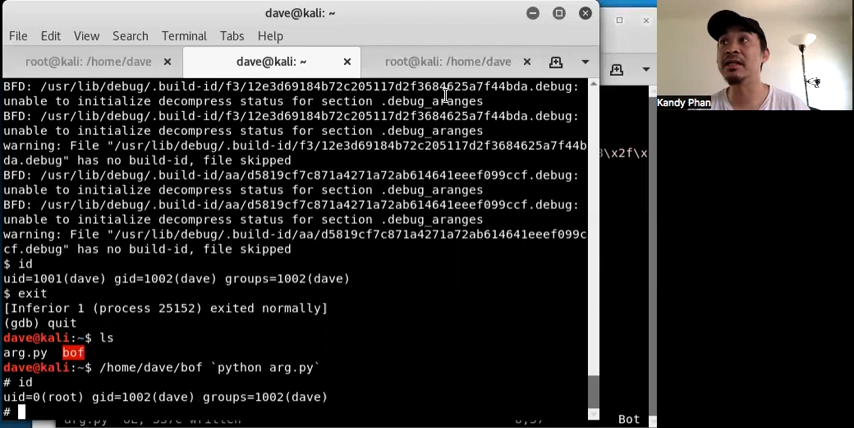 dave@kali: ~
File Edit View Search Terminal Tabs Help
root@kali: /home/dave × dave@kali: ~ × root@kali: /home/dave ×
BFD: /usr/lib/debug/.build-id/f3/12e3d69184b72c205117d2f3684625a7f44bda.debug:
unable to initialize decompress status for section .debug_aranges
BFD: /usr/lib/debug/.build-id/f3/12e3d69184b72c205117d2f3684625a7f44bda.debug:
unable to initialize decompress status for section .debug_aranges
warning: File "/usr/lib/debug/.build-id/f3/12e3d69184b72c205117d2f3684625a7f44b
da.debug" has no build-id, file skipped
BFD: /usr/lib/debug/.build-id/aa/d5819cf7c871a4271a72ab614641eeef099ccf.debug:
unable to initialize decompress status for section .debug_aranges
BFD: /usr/lib/debug/.build-id/aa/d5819cf7c871a4271a72ab614641eeef099ccf.debug:
unable to initialize decompress status for section .debug_aranges
warning: File "/usr/lib/debug/.build-id/aa/d5819cf7c871a4271a72ab614641eeef099c
cf.debug" has no build-id, file skipped
$ id
uid=1001(dave) gid=1002(dave) groups=1002(dave)
$ exit
[Inferior 1 (process 25152) exited normally]
(gdb) quit
dave@kali:~$ ls
arg.py bof
dave@kali:~$ /home/dave/bof `python arg.py`
# id
uid=0(root) gid=1002(dave) groups=1002(dave)
#
\x2f\x
Bot
Kandy Phan